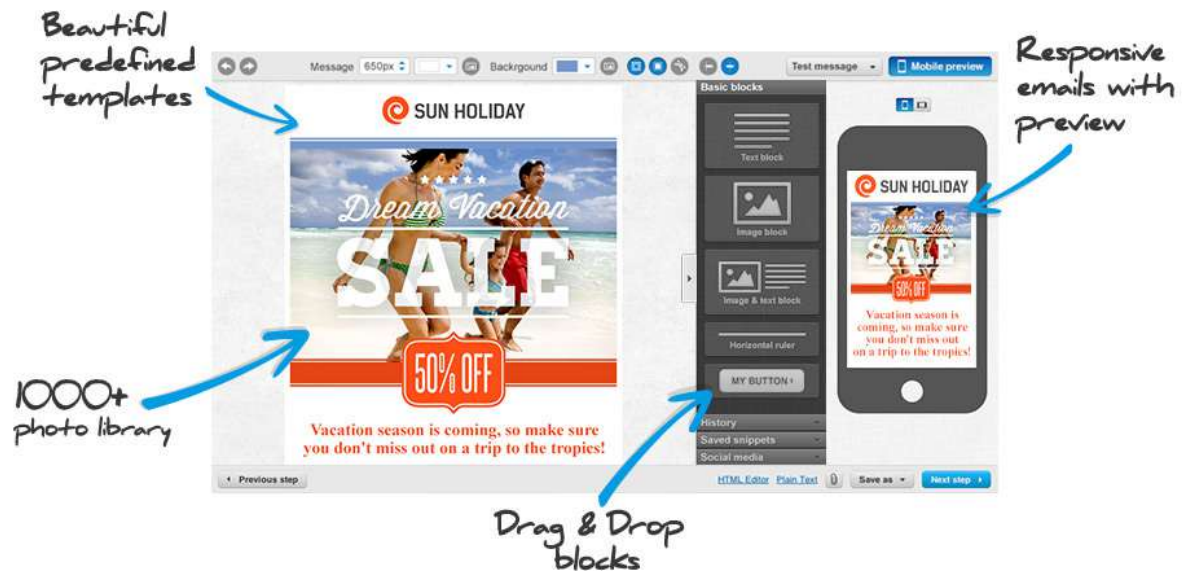 Beautiful
predefined
templates
Message 650px
Backrgound
Test message
Mobile preview
Responsive
emails with
preview
SUN HOLIDAY
Dream Vacation
SALE
50% OFF
Vacation season is coming, so make sure
you don't miss out on a trip to the tropics!
Basic blocks
Text block
Image block
Image & text block
Horizontal ruler
MY BUTTON
History
Saved snippets
Social media
SUN HOLIDAY
Dream Vacation
SALE
50% OFF
Vacation season is
coming, so make sure
you don't miss out
on a trip to the tropics!
1000+
photo library
Previous step
HTML Editor Plain Text
Save as
Next step
Drag & Drop
blocks